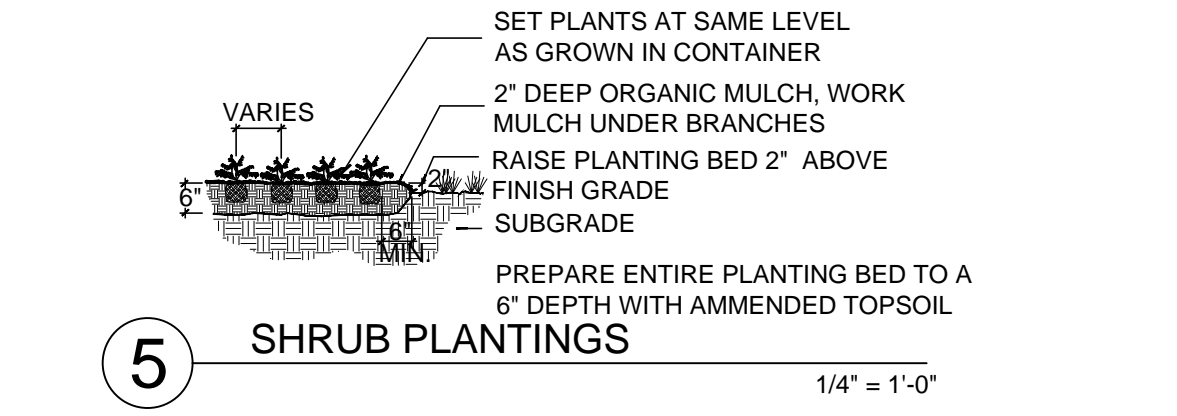 SET PLANTS AT SAME LEVEL
AS GROWN IN CONTAINER
2" DEEP ORGANIC MULCH, WORK
MULCH UNDER BRANCHES
VARIES
RAISE PLANTING BED 2" ABOVE
FINISH GRADE
2"
6"
SUBGRADE
6"
MIN.
PREPARE ENTIRE PLANTING BED TO A
6" DEPTH WITH AMMENDED TOPSOIL
5
SHRUB PLANTINGS
1/4" = 1'-0"